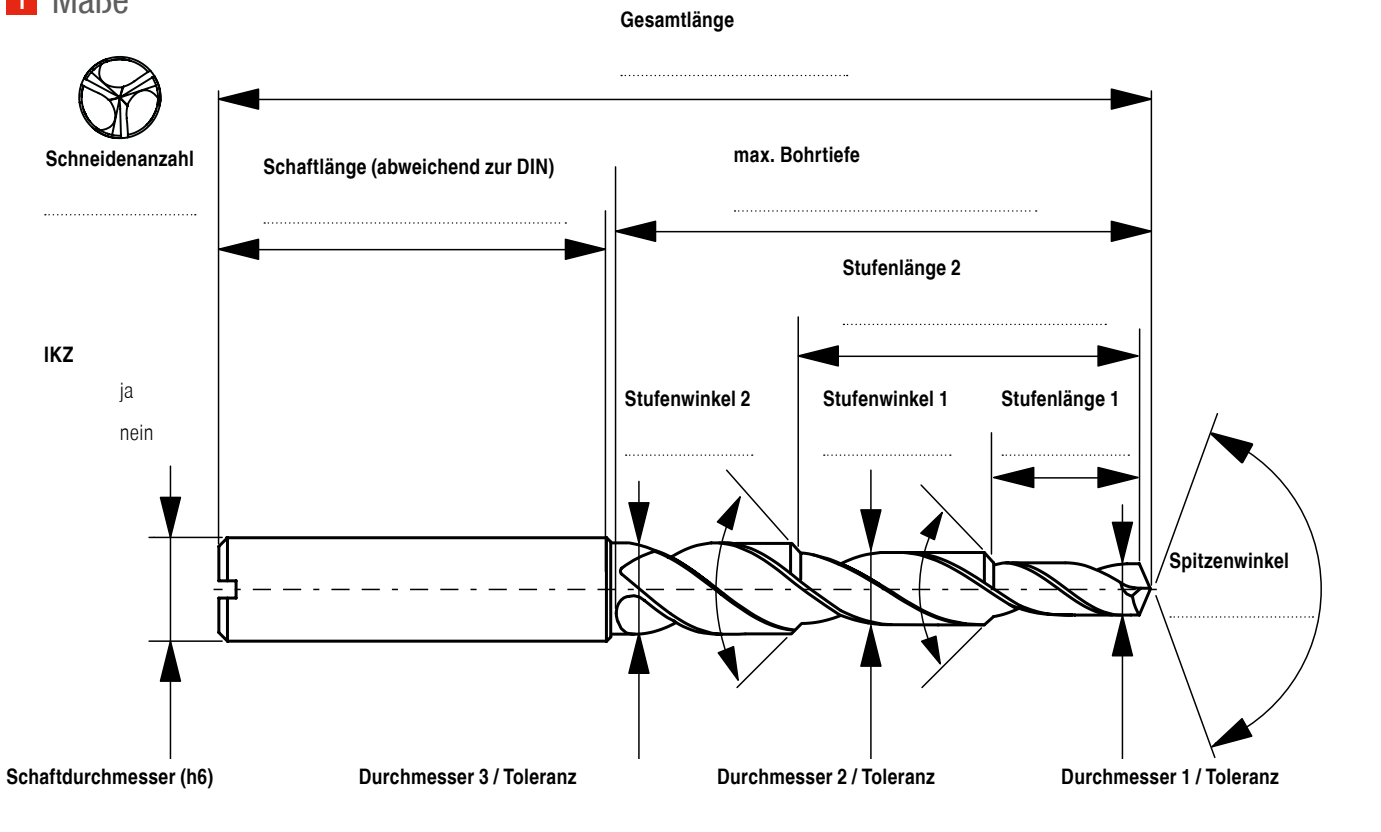 1 Maße
Gesamtlänge
Schneidenanzahl
Schaftlänge (abweichend zur DIN)
max. Bohrtiefe
Stufenlänge 2
IKZ
ja
nein
Stufenwinkel 2
Stufenwinkel 1
Stufenlänge 1
Spitzenwinkel
Schaftdurchmesser (h6)
Durchmesser 3 / Toleranz
Durchmesser 2 / Toleranz
Durchmesser 1 / Toleranz